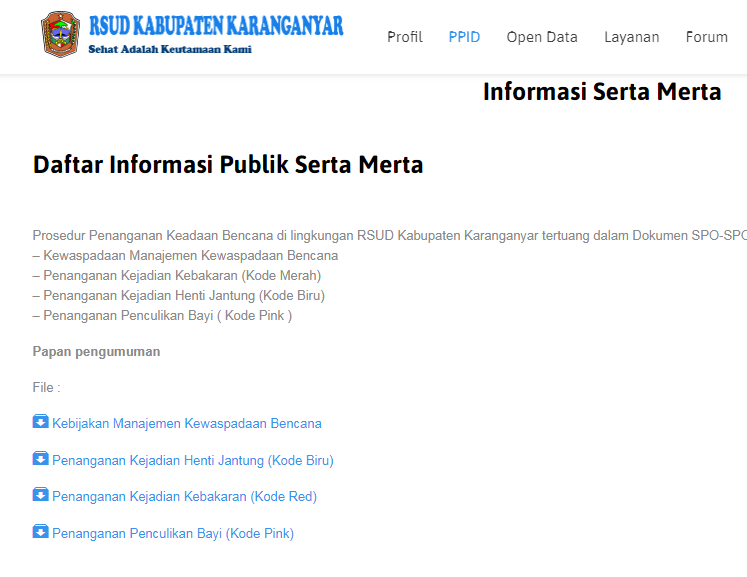 RSUD KABUPATEN KARANGANYAR
Sehat Adalah Keutamaan Kami
Profil PPID Open Data Layanan Forum
Informasi Serta Merta
Daftar Informasi Publik Serta Merta
Prosedur Penanganan Keadaan Bencana di lingkungan RSUD Kabupaten Karanganyar tertuang dalam Dokumen SPO-SPO
– Kewaspadaan Manajemen Kewaspadaan Bencana
– Penanganan Kejadian Kebakaran (Kode Merah)
– Penanganan Kejadian Henti Jantung (Kode Biru)
– Penanganan Penculikan Bayi ( Kode Pink )
Papan pengumuman
File :
Kebijakan Manajemen Kewaspadaan Bencana
Penanganan Kejadian Henti Jantung (Kode Biru)
Penanganan Kejadian Kebakaran (Kode Red)
Penanganan Penculikan Bayi (Kode Pink)